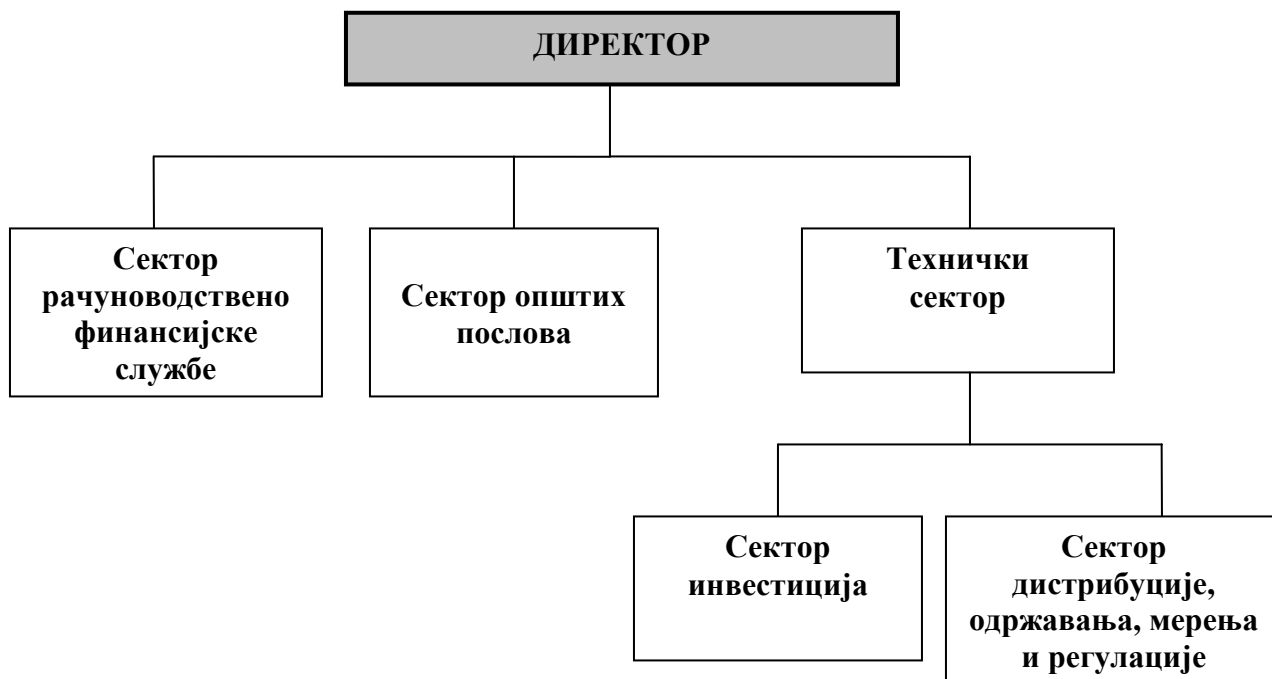 ДИРЕКТОР
Сектор
рачуноводствено
финансијске
службе
Сектор општих
послова
Технички
сектор
Сектор
инвестиција
Сектор
дистрибуције,
одржавања, мерења
и регулације